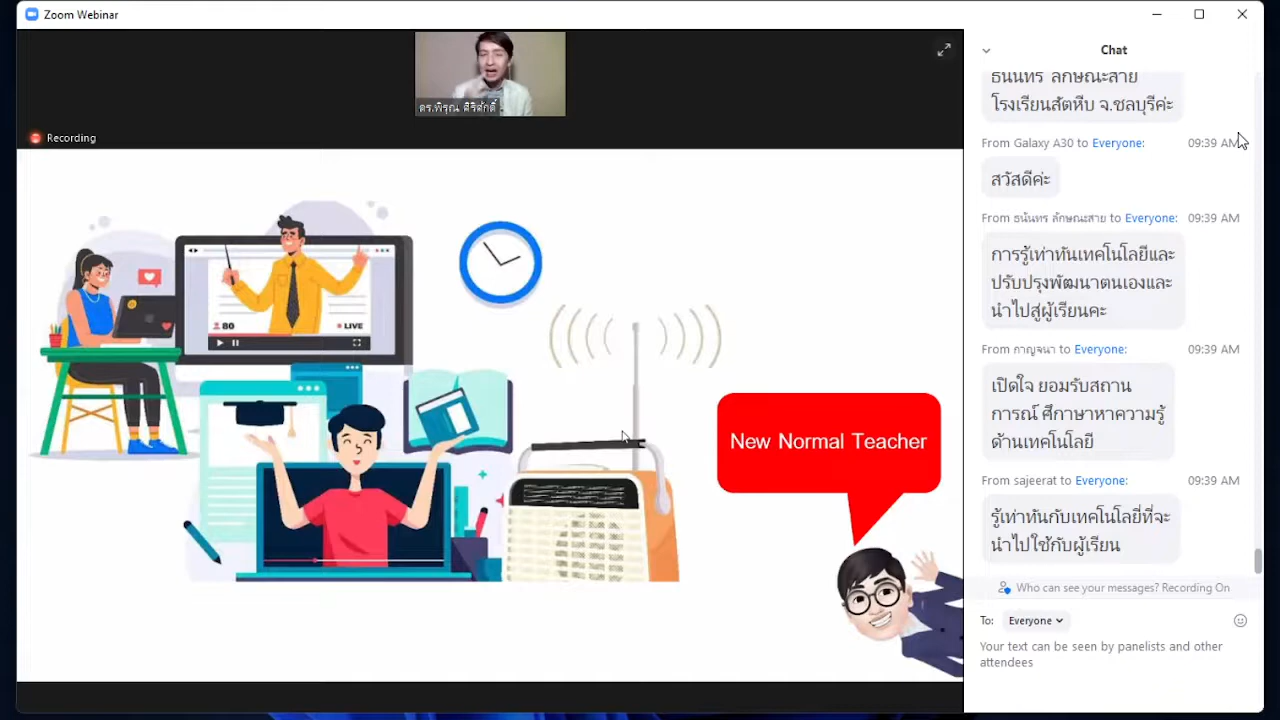 Zoom Webinar
ดร.พิรุณ ศิริศักดิ์
Recording
80
LIVE
New Normal Teacher
Chat
ธนันทร ลักษณะสาย
โรงเรียนสัตหีบ จ.ชลบุรีค่ะ
From Galaxy A30 to Everyone: 09:39 AM
สวัสดีค่ะ
From ธนันทร ลักษณะสาย to Everyone: 09:39 AM
การรู้เท่าทันเทคโนโลยีและ
ปรับปรุงพัฒนาตนเองและ
นำไปสู่ผู้เรียนคะ
From กาญจนา to Everyone: 09:39 AM
เปิดใจ ยอมรับสถาน
การณ์ ศึกาษาหาความรู้
ด้านเทคโนโลยี
From sajeerat to Everyone: 09:39 AM
รู้เท่าทันกับเทคโนโลยี่ที่จะ
นำไปใช้กับผู้เรียน
Who can see your messages? Recording On
To: Everyone
Your text can be seen by panelists and other
attendees